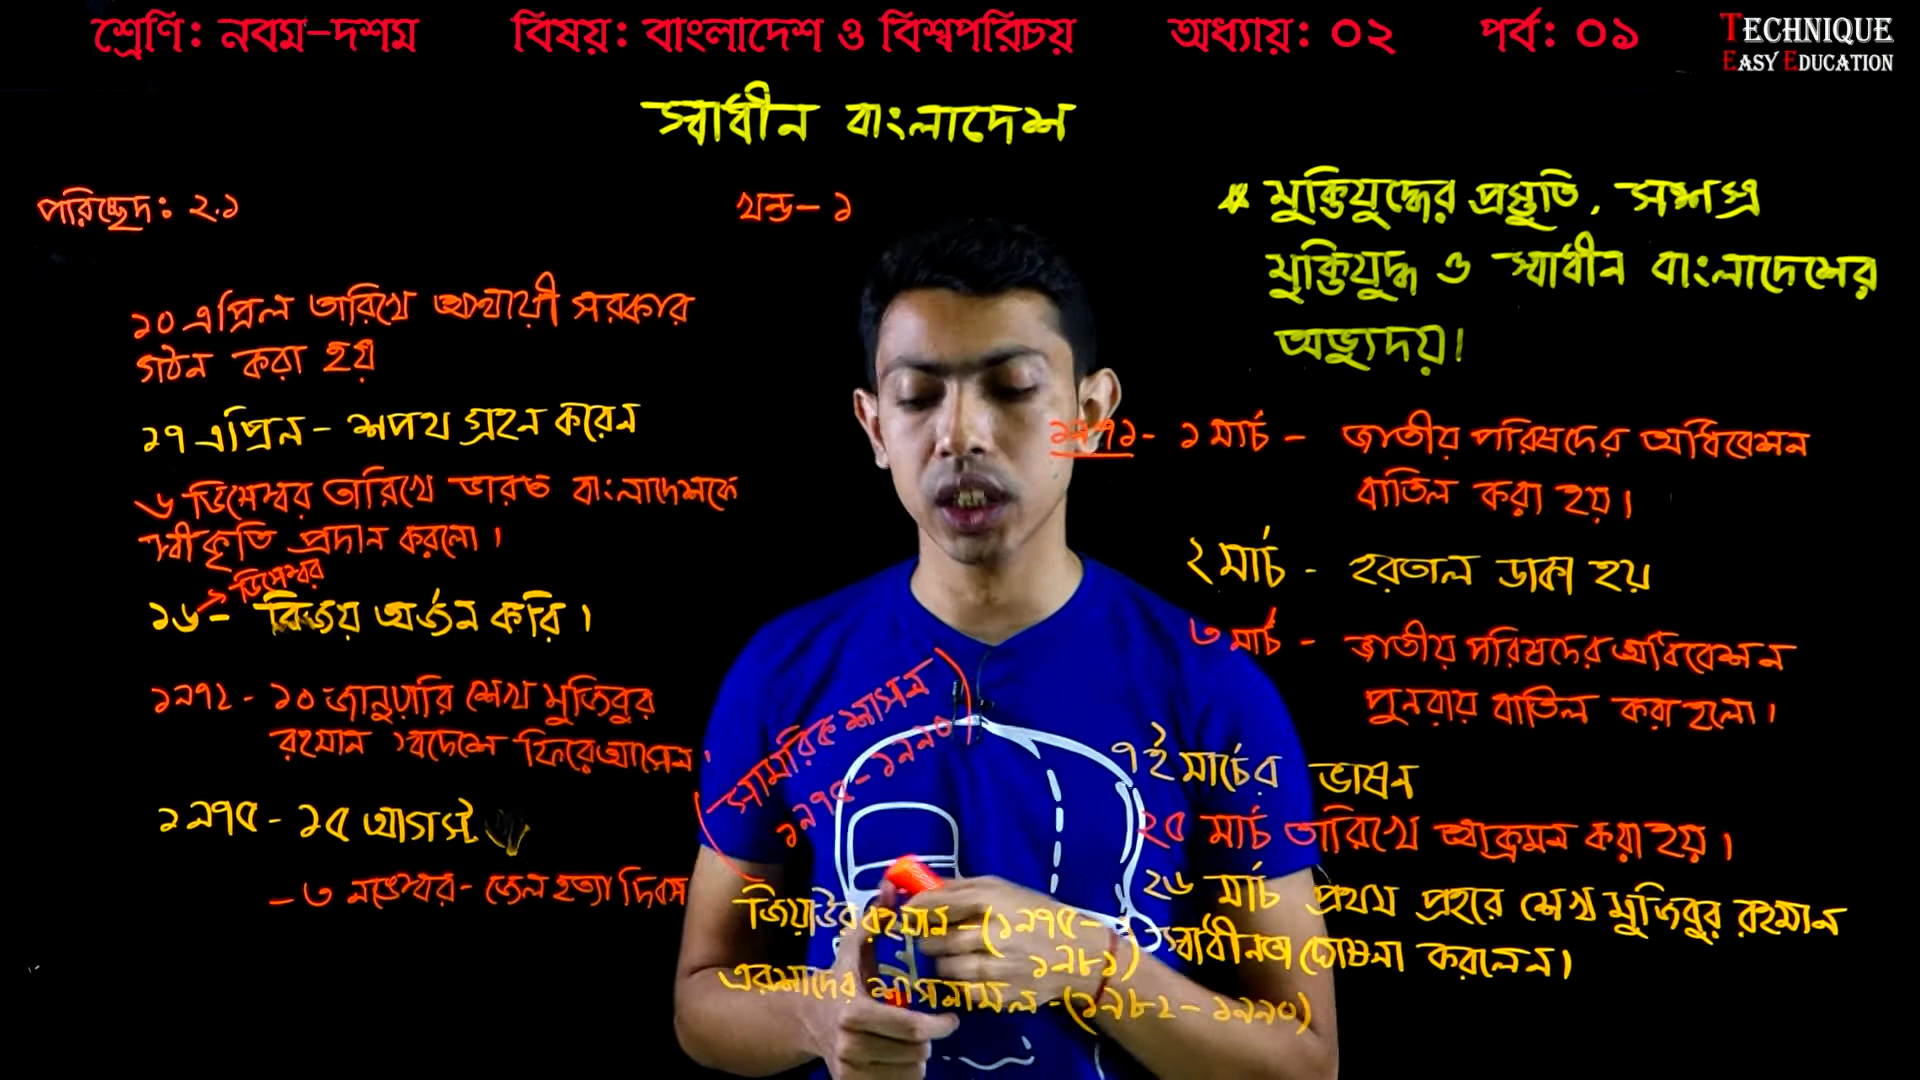 শ্রেণি: নবম-দশম বিষয়: বাংলাদেশ ও বিশ্বপরিচয় অধ্যায়: ০২ পর্ব: ০১
TECHNIQUE
EASY EDUCATION
স্বাধীন বাংলাদেশ
পরিচ্ছেদ: ২.১
খন্ড- ১
* মুক্তিযুদ্ধের প্রস্তুতি, সশস্ত্র
মুক্তিযুদ্ধ ও স্বাধীন বাংলাদেশের
অভ্যুদয়।
১০ এপ্রিল তারিখে অস্থায়ী সরকার
গঠন করা হয়
১৭ এপ্রিল - শপথ গ্রহন করেন
৬ ডিসেম্বর তারিখে ভারত বাংলাদেশকে
স্বীকৃতি প্রদান করলো।
→ ডিসেম্বর
১৬ - বিজয় অর্জন করি।
১৯৭২ - ১০ জানুয়ারি শেখ মুজিবুর
রহমান স্বদেশে ফিরে আসেন
১৯৭৫ - ১৫ আগস্ট
- ৩ নভেম্বর - জেল হত্যা দিবস
১৯৭১ - ১ মার্চ - জাতীয় পরিষদের অধিবেশন
বাতিল করা হয়।
২ মার্চ - হরতাল ডাকা হয়
৩ মার্চ - জাতীয় পরিষদের অধিবেশন
পুনরায় বাতিল করা হলো।
৭ই মার্চের ভাষন
২৫ মার্চ তারিখে আক্রমন করা হয়।
২৬ মার্চ প্রথম প্রহরে শেখ মুজিবুর রহমান
স্বাধীনতা ঘোষনা করলেন।
সামরিক শাসন
১৯৭৫-১৯৯০
জিয়াউর রহমান - (১৯৭৫-
১৯৮১)
এরশাদের শাসনামল - (১৯৮২ - ১৯৯০)